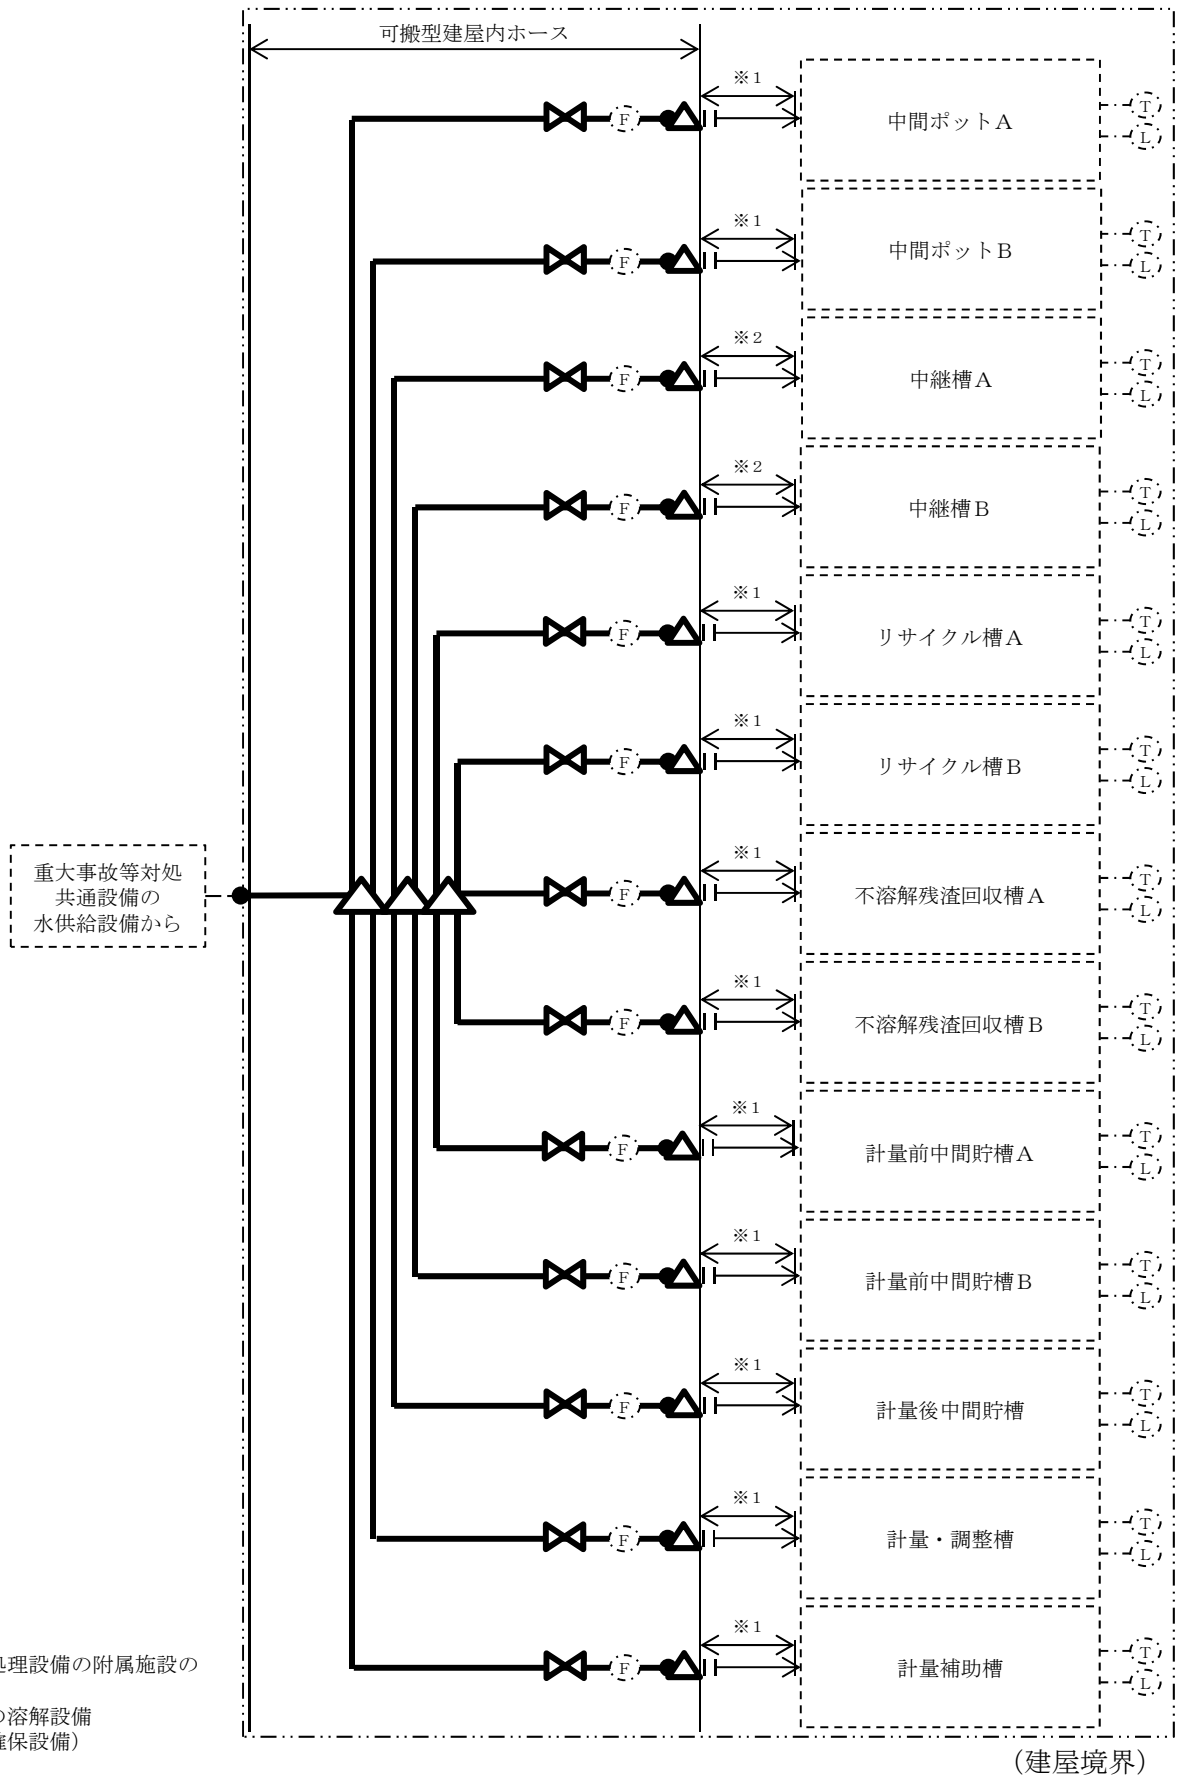 可搬型建屋内ホース
※1
中間ポットA
F
T
L
※1
中間ポットB
F
T
L
※2
中継槽A
F
T
L
※2
中継槽B
F
T
L
※1
リサイクル槽A
F
T
L
※1
リサイクル槽B
F
T
L
重大事故等対処
共通設備の
水供給設備から
※1
不溶解残渣回収槽A
F
T
L
※1
不溶解残渣回収槽B
F
T
L
※1
計量前中間貯槽A
F
T
L
※1
計量前中間貯槽B
F
T
L
※1
計量後中間貯槽
F
T
L
※1
計量・調整槽
F
T
L
※1
計量補助槽
F
T
L
理設備の附属施設の
溶解設備
保設備)
(建屋境界)